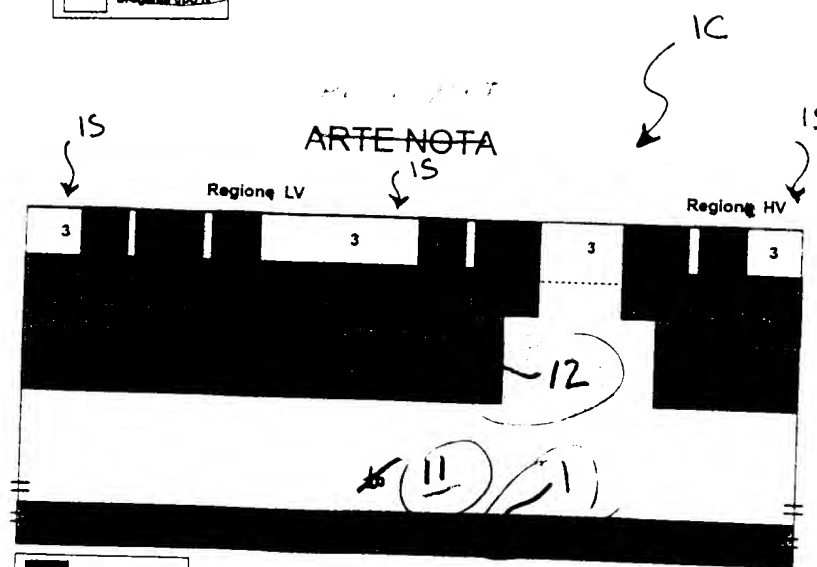 1C
ARTE NOTA
1S 1S 1S
Regione LV Regione HV
3 3 3 3
12
11 1